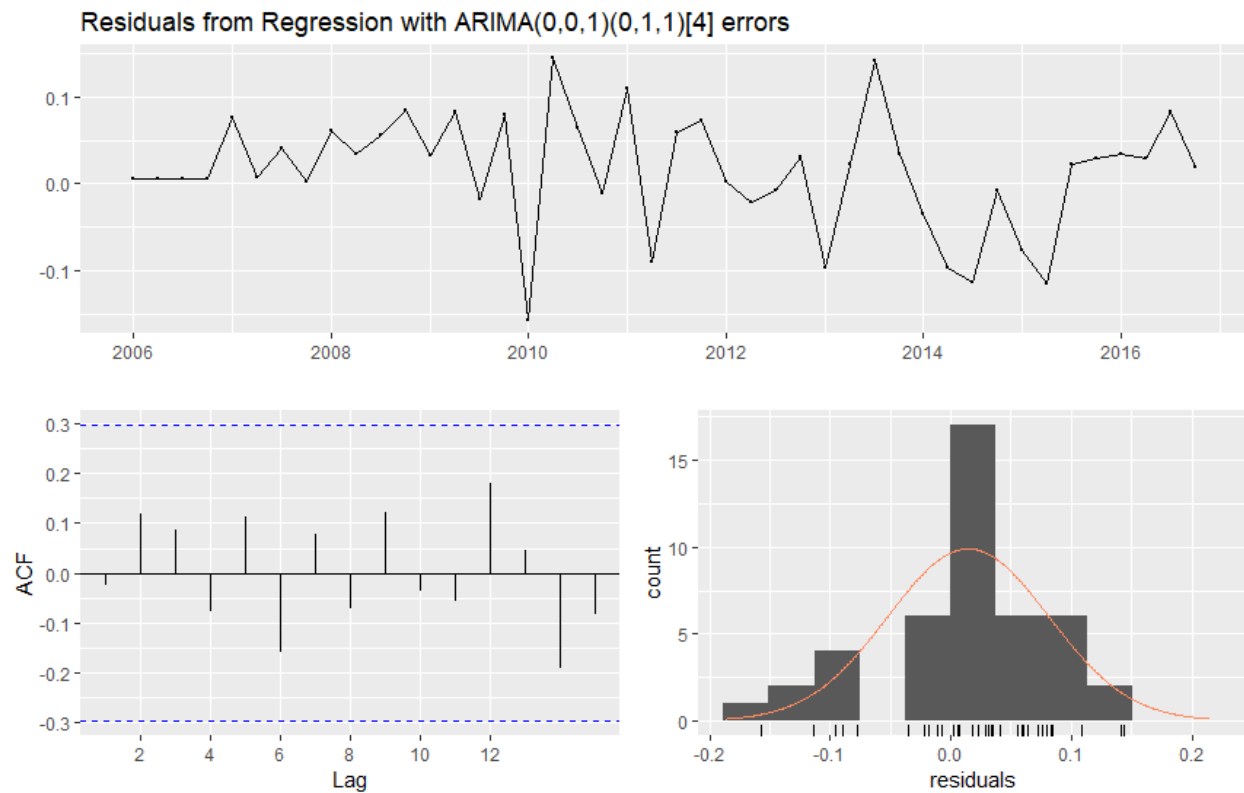 Residuals from Regression with ARIMA(0,0,1)(0,1,1)[4] errors
0.1
0.0
-0.1
2006 2008 2010 2012 2014 2016
0.3
0.2
0.1
0.0
-0.1
-0.2
-0.3
ACF
2 4 6 8 10 12
Lag
15
10
5
0
count
-0.2 -0.1 0.0 0.1 0.2
residuals